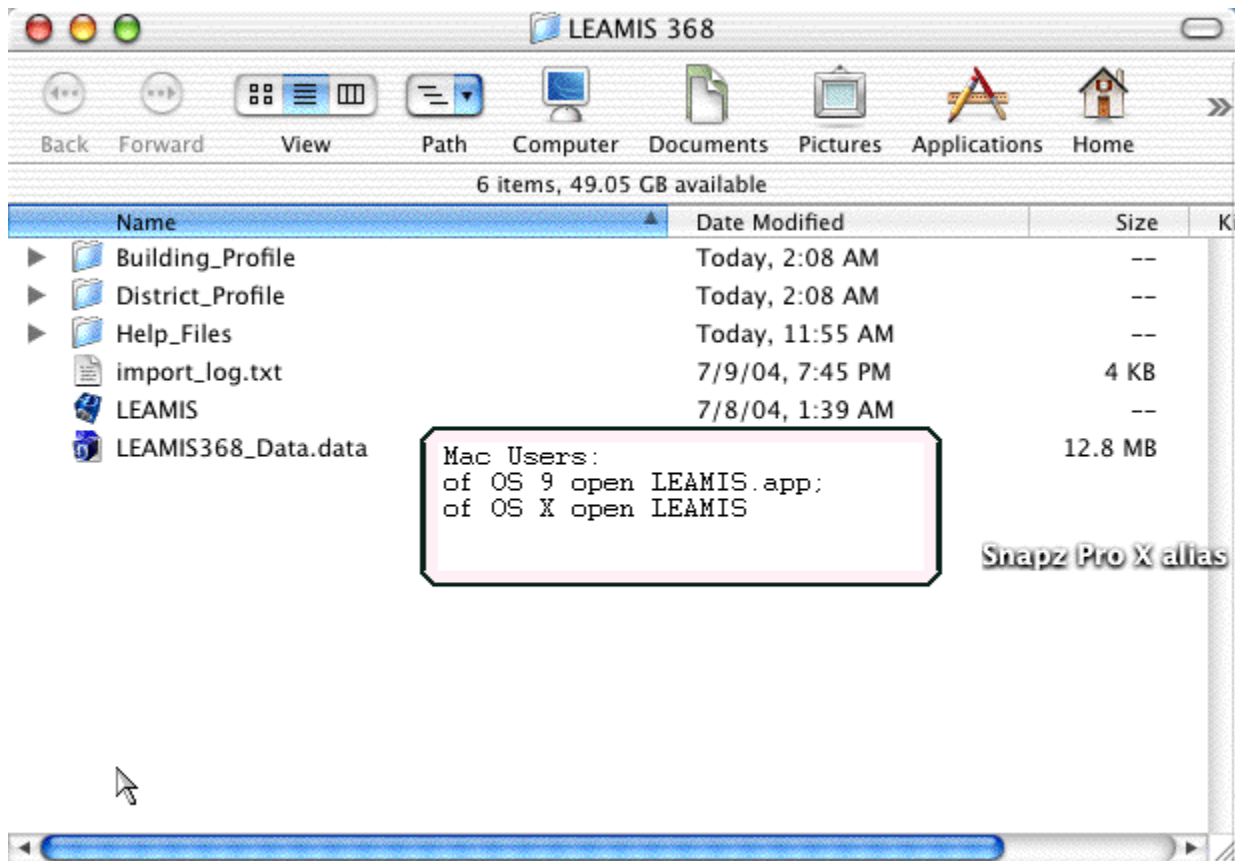 LEAMIS 368
Back Forward View Path Computer Documents Pictures Applications Home
6 items, 49.05 GB available
Name Date Modified Size Ki
Building_Profile Today, 2:08 AM --
District_Profile Today, 2:08 AM --
Help_Files Today, 11:55 AM --
import_log.txt 7/9/04, 7:45 PM 4 KB
LEAMIS 7/8/04, 1:39 AM --
LEAMIS368_Data.data 12.8 MB
Mac Users:
of OS 9 open LEAMIS.app;
of OS X open LEAMIS
Snapz Pro X alias